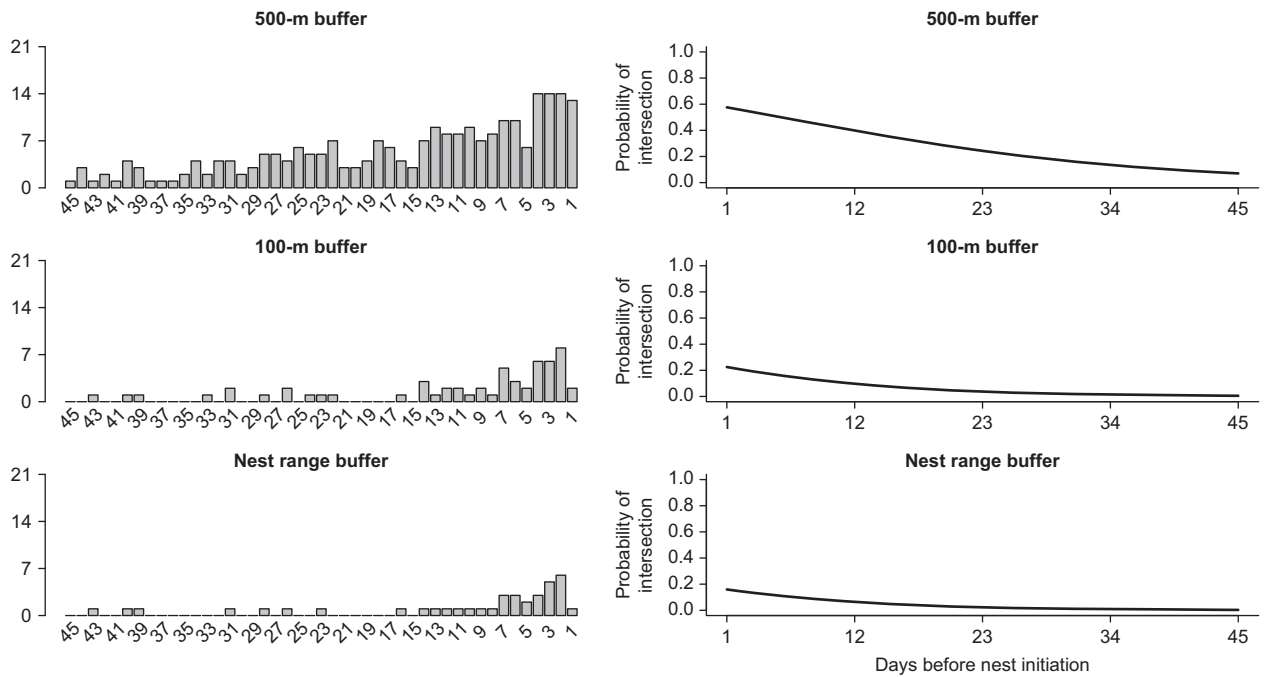 500-m buffer
21
14
7
0
45 43 41 39 37 35 33 31 29 27 25 23 21 19 17 15 13 11 9 7 5 3 1
500-m buffer
Probability of
intersection
1.0
0.8
0.6
0.4
0.2
0.0
1 12 23 34 45
100-m buffer
21
14
7
0
45 43 41 39 37 35 33 31 29 27 25 23 21 19 17 15 13 11 9 7 5 3 1
100-m buffer
Probability of
intersection
1.0
0.8
0.6
0.4
0.2
0.0
1 12 23 34 45
Nest range buffer
21
14
7
0
45 43 41 39 37 35 33 31 29 27 25 23 21 19 17 15 13 11 9 7 5 3 1
Nest range buffer
Probability of
intersection
1.0
0.8
0.6
0.4
0.2
0.0
1 12 23 34 45
Days before nest initiation